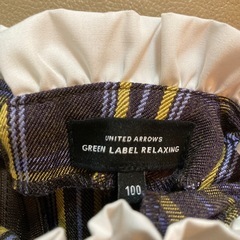 UNITED ARROWS
GREEN LABEL RELAXING
100